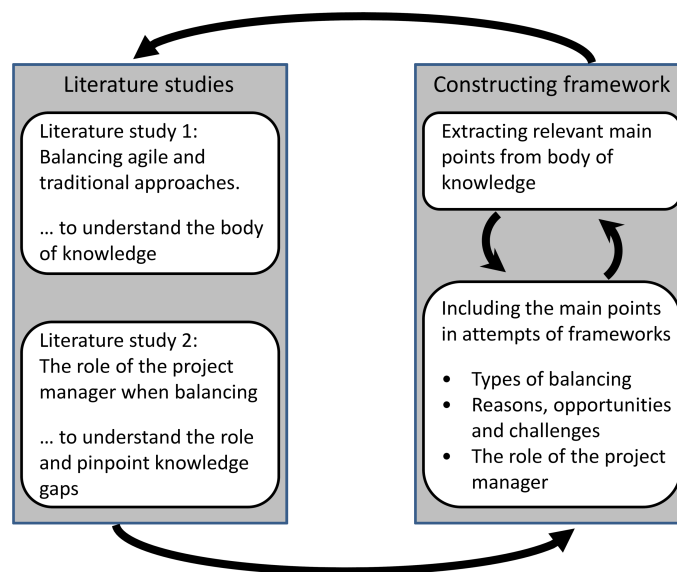 Literature studies
Literature study 1:
Balancing agile and
traditional approaches.
… to understand the body
of knowledge
Literature study 2:
The role of the project
manager when balancing
… to understand the role
and pinpoint knowledge
gaps
Constructing framework
Extracting relevant main
points from body of
knowledge
Including the main points
in attempts of frameworks
• Types of balancing
• Reasons, opportunities
and challenges
• The role of the project
manager